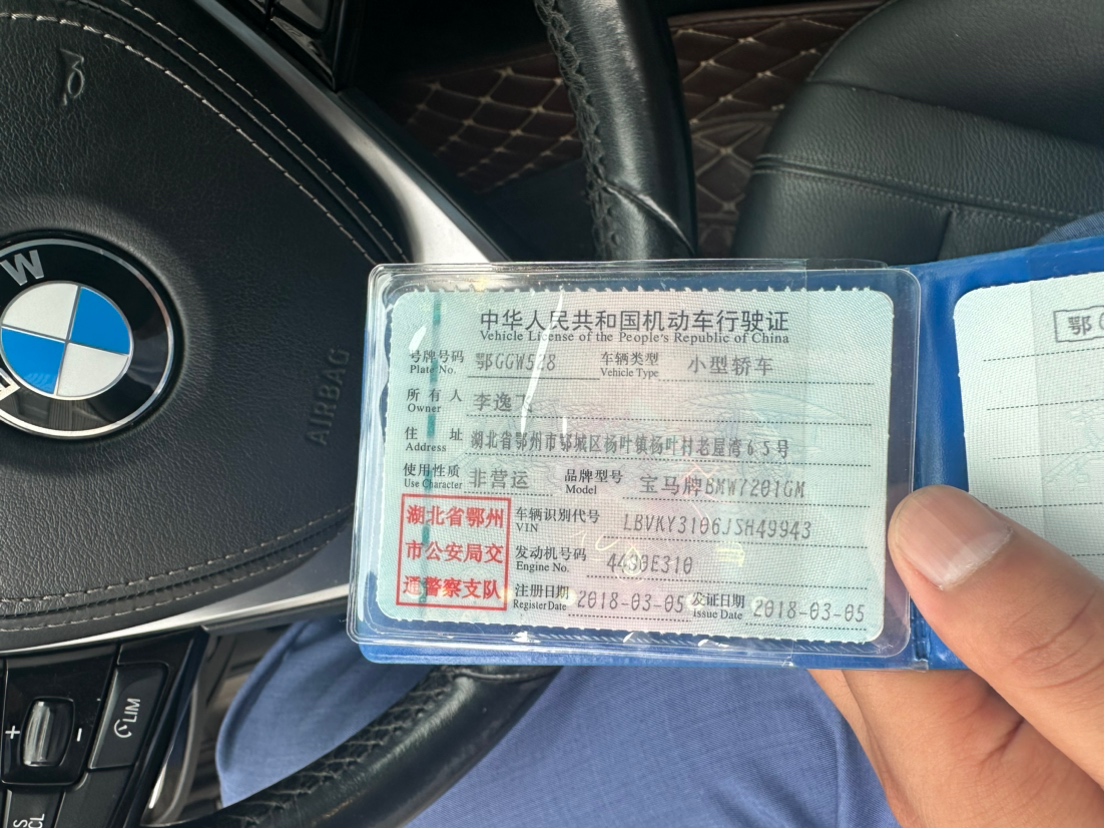 W
AIRBAG
中华人民共和国机动车行驶证
Vehicle License of the People's Republic of China
号牌号码 鄂GGW528 车辆类型 小型轿车
Plate No. Vehicle Type
所有人 李逸飞
Owner
住址 湖北省鄂州市鄂城区杨叶镇杨叶村老屋湾65号
Address
使用性质 非营运 品牌型号 宝马牌BMW7201GM
Use Character Model
湖北省鄂州
市公安局交
通警察支队
车辆识别代号 LBVKY3106JSH49943
VIN
发动机号码 4490E310
Engine No.
注册日期 2018-03-05 发证日期 2018-03-05
Register Date Issue Date
鄂
+ -
LIM
CL